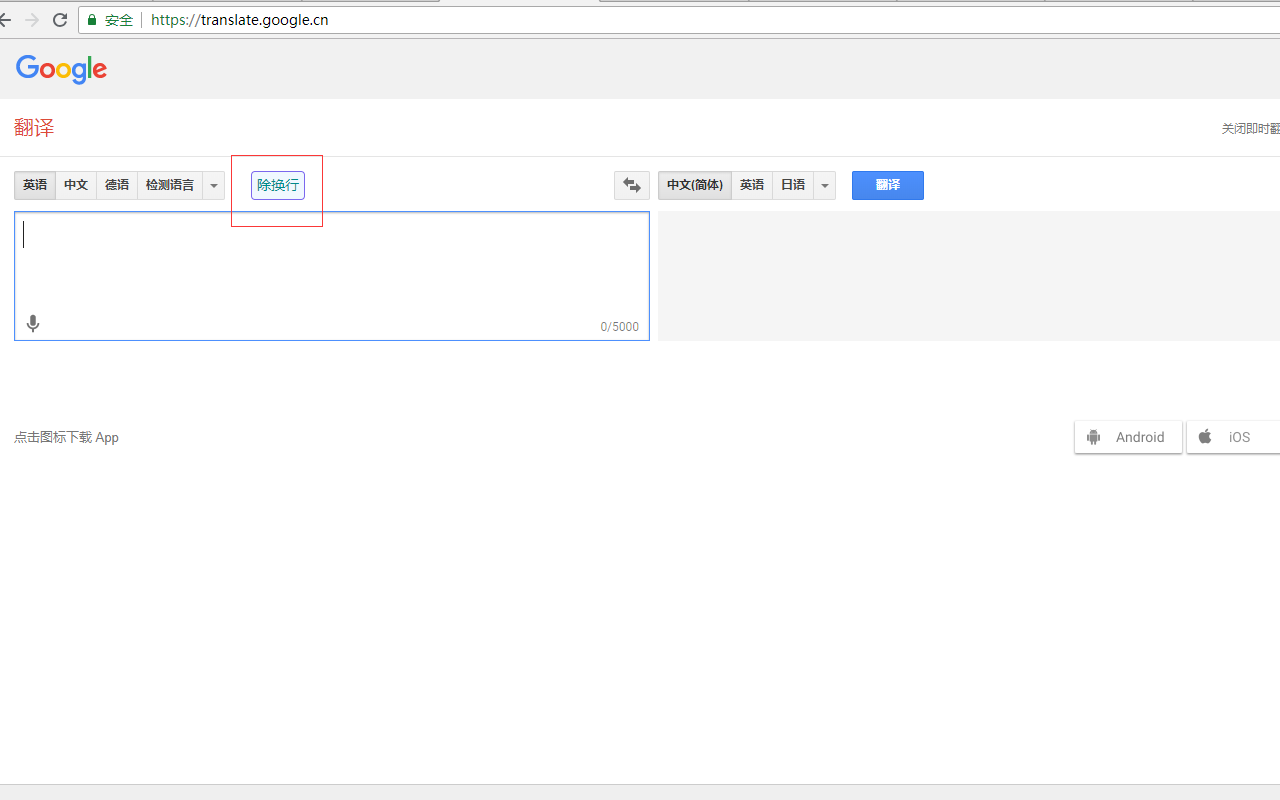 安全 https://translate.google.cn
Google
翻译
关闭即时翻
英语 中文 德语 检测语言 除换行 中文(简体) 英语 日语 翻译
0/5000
点击图标下载 App Android iOS